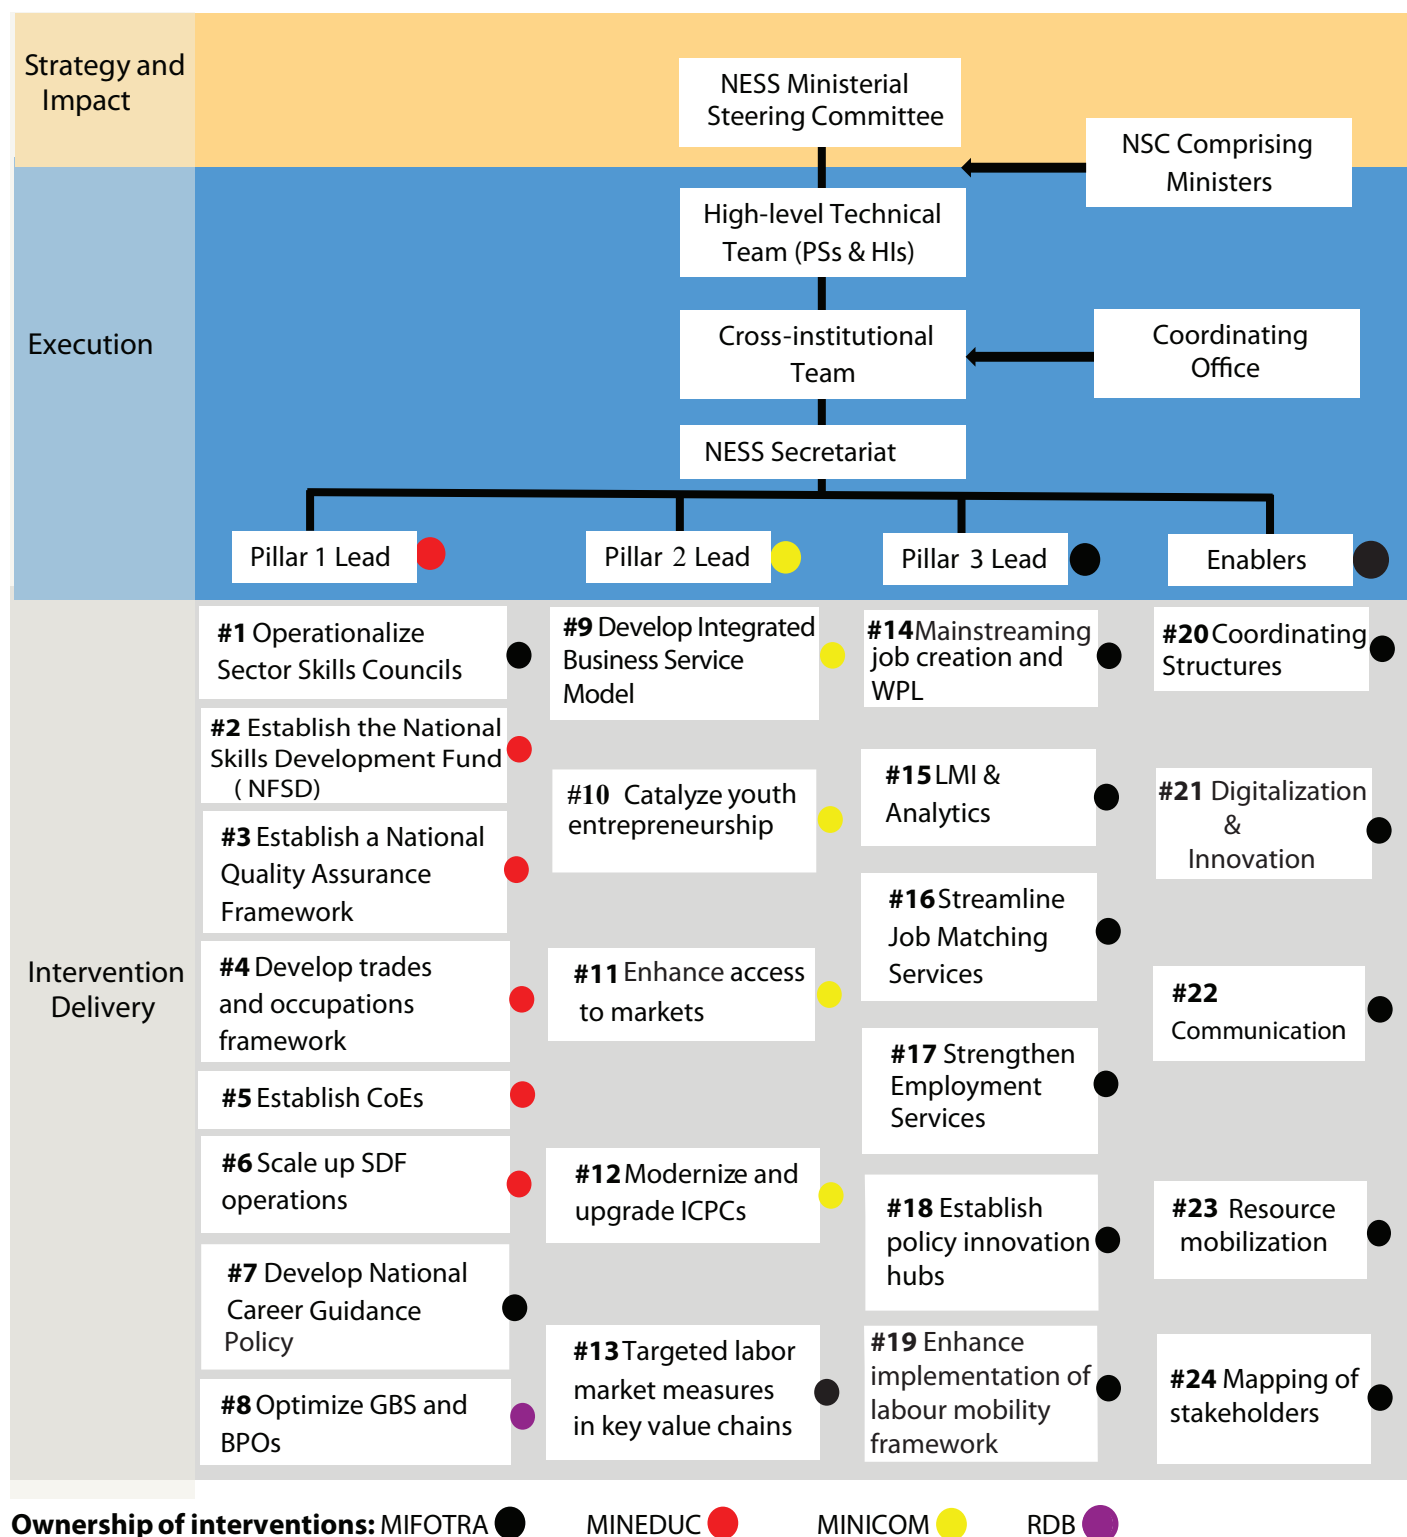 Strategy and
Impact
NESS Ministerial
Steering Committee
NSC Comprising
Ministers
High-level Technical
Team (PSs & HIs)
Execution
Cross-institutional
Team
Coordinating
Office
NESS Secretariat
Pillar 1 Lead
Pillar 2 Lead
Pillar 3 Lead
Enablers
Intervention
Delivery
#1 Operationalize
Sector Skills Councils
#2 Establish the National
Skills Development Fund
( NFSD)
#3 Establish a National
Quality Assurance
Framework
#4 Develop trades
and occupations
framework
#5 Establish CoEs
#6 Scale up SDF
operations
#7 Develop National
Career Guidance
Policy
#8 Optimize GBS and
BPOs
#9 Develop Integrated
Business Service
Model
#10 Catalyze youth
entrepreneurship
#11 Enhance access
to markets
#12 Modernize and
upgrade ICPCs
#13 Targeted labor
market measures
in key value chains
#14 Mainstreaming
job creation and
WPL
#15 LMI &
Analytics
#16 Streamline
Job Matching
Services
#17 Strengthen
Employment
Services
#18 Establish
policy innovation
hubs
#19 Enhance
implementation of
labour mobility
framework
#20 Coordinating
Structures
#21 Digitalization
&
Innovation
#22
Communication
#23 Resource
mobilization
#24 Mapping of
stakeholders
Ownership of interventions: MIFOTRA MINEDUC MINICOM RDB